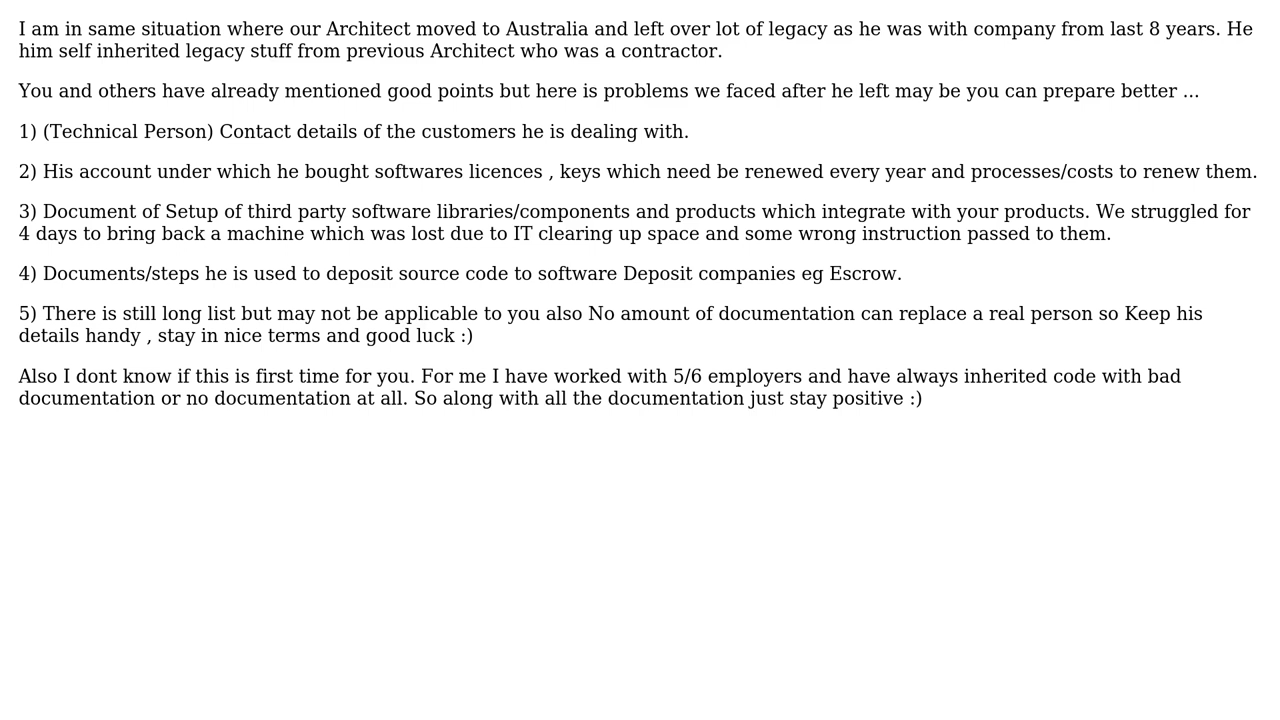 I am in same situation where our Architect moved to Australia and left over lot of legacy as he was with company from last 8 years. He
him self inherited legacy stuff from previous Architect who was a contractor.
You and others have already mentioned good points but here is problems we faced after he left may be you can prepare better ...
1) (Technical Person) Contact details of the customers he is dealing with.
2) His account under which he bought softwares licences , keys which need be renewed every year and processes/costs to renew them.
3) Document of Setup of third party software libraries/components and products which integrate with your products. We struggled for
4 days to bring back a machine which was lost due to IT clearing up space and some wrong instruction passed to them.
4) Documents/steps he is used to deposit source code to software Deposit companies eg Escrow.
5) There is still long list but may not be applicable to you also No amount of documentation can replace a real person so Keep his
details handy , stay in nice terms and good luck :)
Also I dont know if this is first time for you. For me I have worked with 5/6 employers and have always inherited code with bad
documentation or no documentation at all. So along with all the documentation just stay positive :)